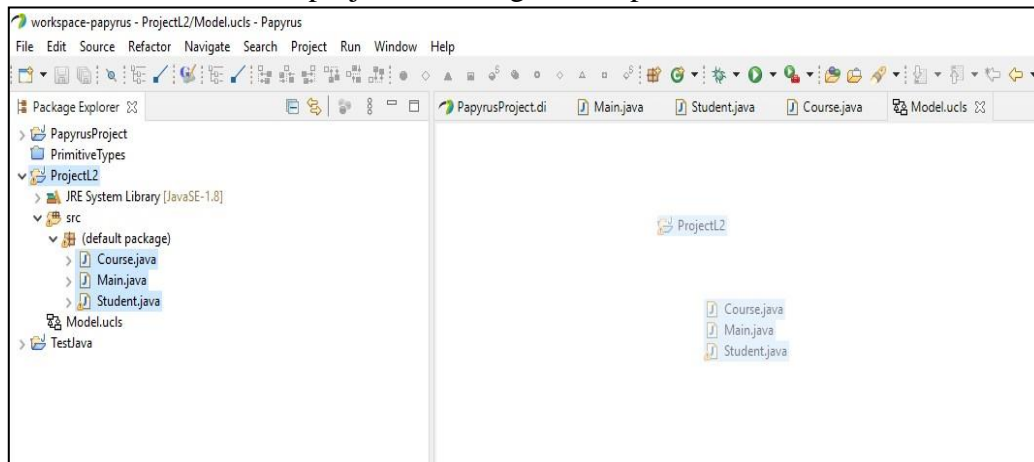 workspace-papyrus - ProjectL2/Model.ucls - Papyrus
File Edit Source Refactor Navigate Search Project Run Window Help
Package Explorer
PapyrusProject.di Main.java Student.java Course.java Model.ucls
PapyrusProject
PrimitiveTypes
ProjectL2
JRE System Library [JavaSE-1.8]
src
(default package)
Course.java
Main.java
Student.java
Model.ucls
TestJava
ProjectL2
Course.java
Main.java
Student.java